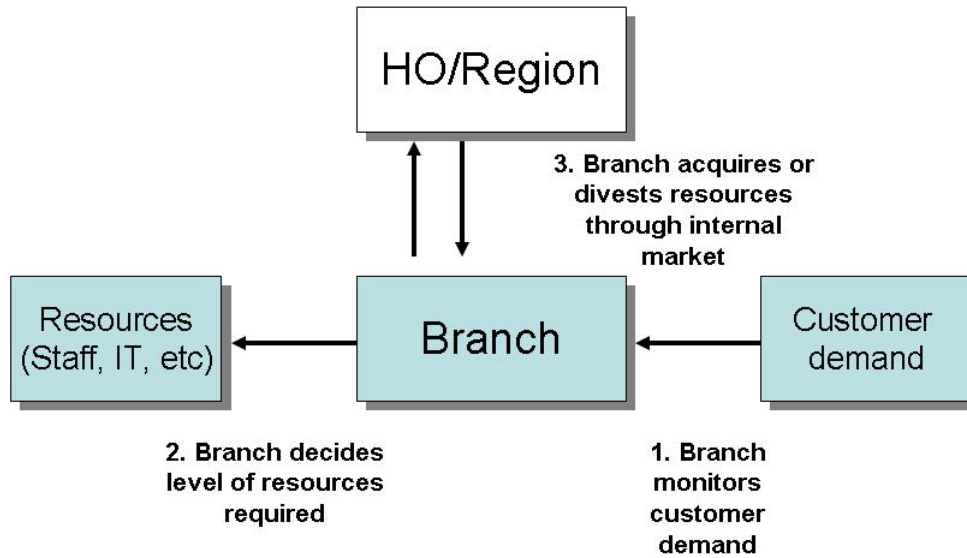 HO/Region
3. Branch acquires or
divests resources
through internal
market
Resources
(Staff, IT, etc)
Branch
Customer
demand
2. Branch decides
level of resources
required
1. Branch
monitors
customer
demand